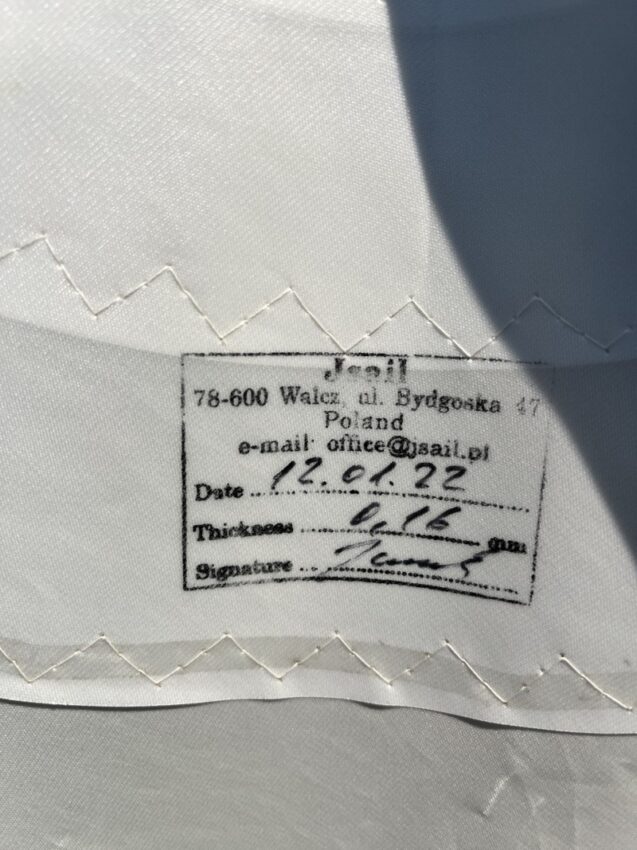 Jsail
78-600 Walcz, ul. Bydgoska 47
Poland
e-mail: office@jsail.pl
Date 12.01.22
Thickness 0,16 mm
Signature